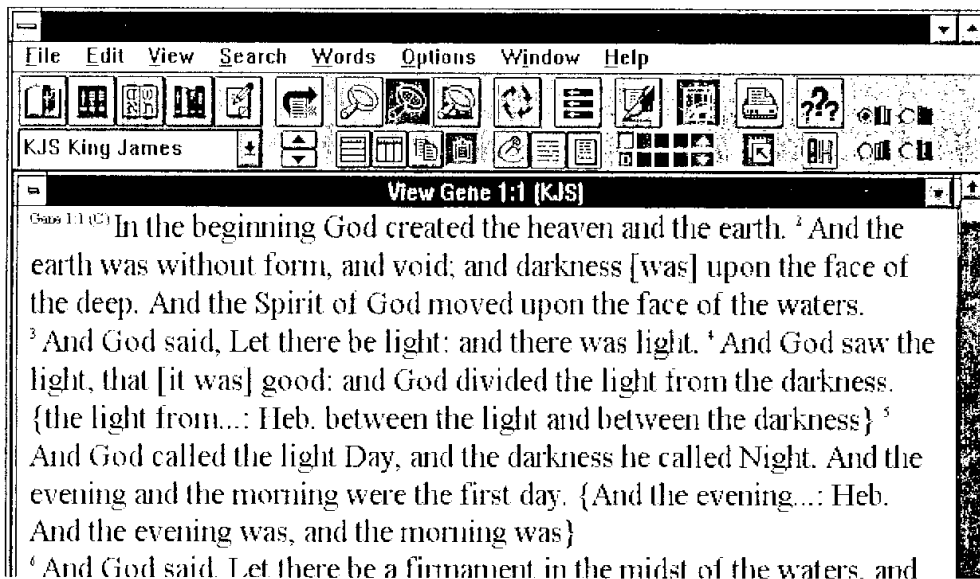 File Edit View Search Words Options Window Help
???
KJS King James
View Gene 1:1 (KJS)
Gene 1:1 (C) In the beginning God created the heaven and the earth. 2 And the
earth was without form, and void; and darkness [was] upon the face of
the deep. And the Spirit of God moved upon the face of the waters.
3 And God said, Let there be light: and there was light. 4 And God saw the
light, that [it was] good: and God divided the light from the darkness.
{the light from...: Heb. between the light and between the darkness} 5
And God called the light Day, and the darkness he called Night. And the
evening and the morning were the first day. {And the evening...: Heb.
And the evening was, and the morning was}
6 And God said, Let there be a firmament in the midst of the waters, and